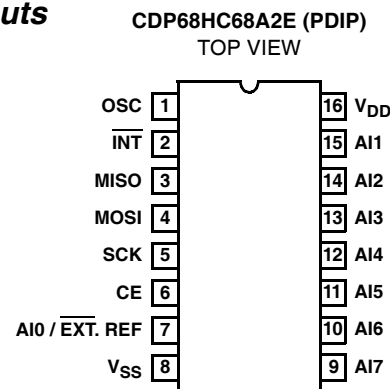 uts
CDP68HC68A2E (PDIP)
TOP VIEW
OSC 1 16 VDD
INT 2 15 AI1
MISO 3 14 AI2
MOSI 4 13 AI3
SCK 5 12 AI4
CE 6 11 AI5
AI0 / EXT. REF 7 10 AI6
VSS 8 9 AI7